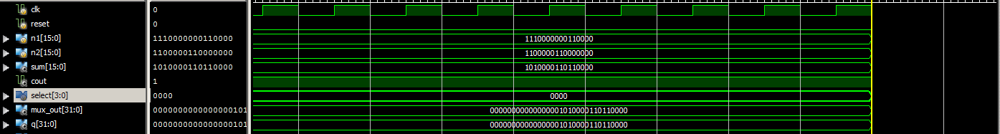 clk 0
reset 0
n1[15:0] 1110000000110000 1110000000110000
n2[15:0] 1100000110000000 1100000110000000
sum[15:0] 1010000110110000 1010000110110000
cout 1
select[3:0] 0000 0000
mux_out[31:0] 0000000000000000101 00000000000000001010000110110000
q[31:0] 0000000000000000101 00000000000000001010000110110000